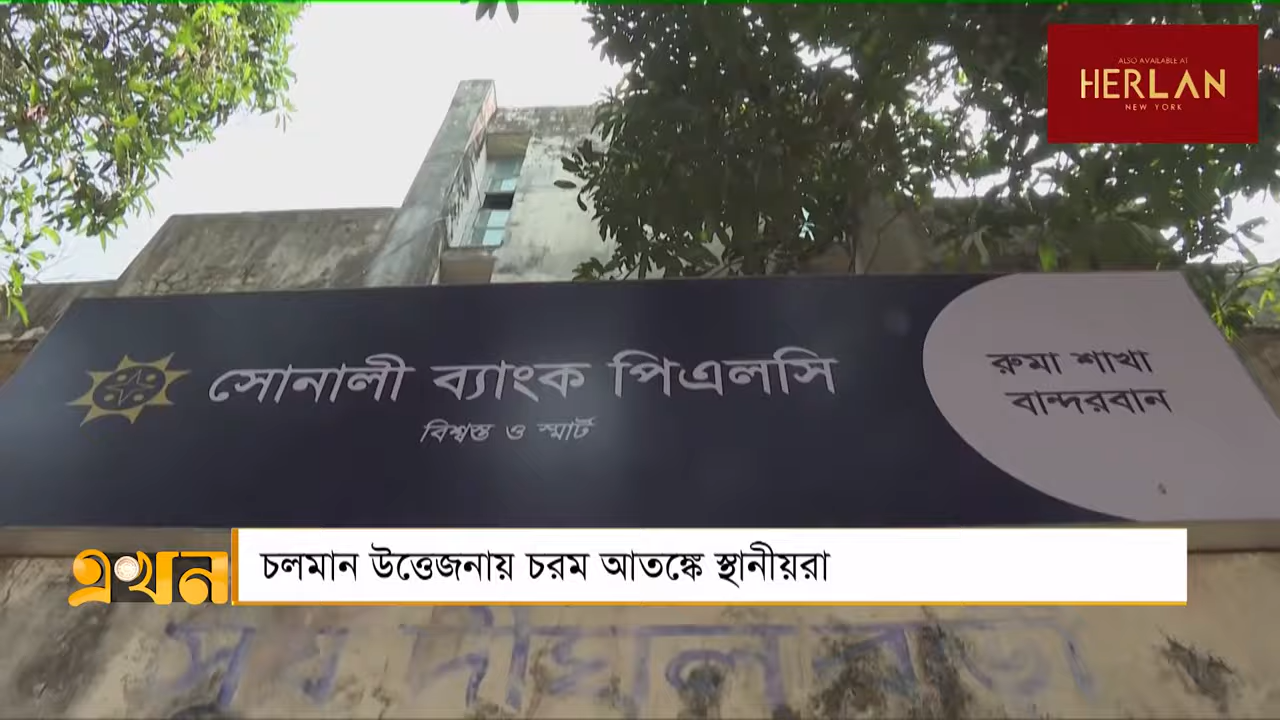 ALSO AVAILABLE AT
HERLAN
NEW YORK
সোনালী ব্যাংক পিএলসি
বিশ্বস্ত ও স্মার্ট
রুমা শাখা
বান্দরবান
এখন
চলমান উত্তেজনায় চরম আতঙ্কে স্থানীয়রা